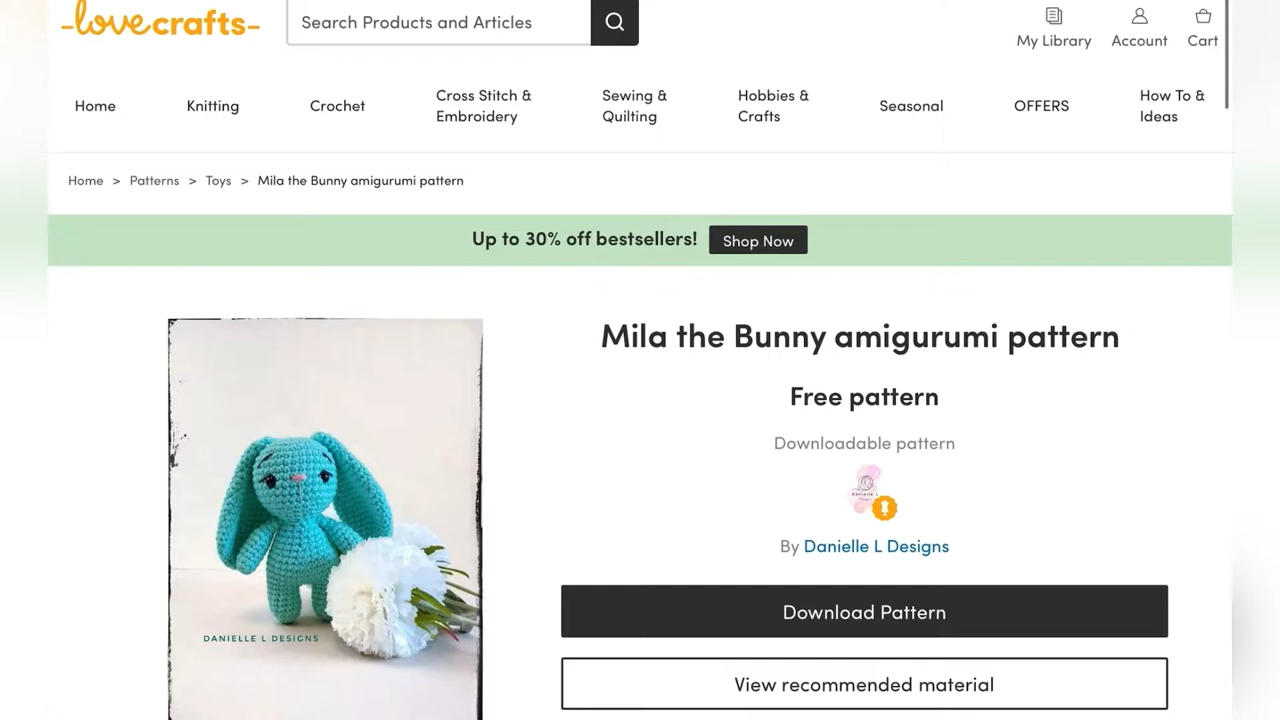 lovecrafts
Search Products and Articles
My Library
Account
Cart
Home
Knitting
Crochet
Cross Stitch &
Embroidery
Sewing &
Quilting
Hobbies &
Crafts
Seasonal
OFFERS
How To &
Ideas
Home > Patterns > Toys > Mila the Bunny amigurumi pattern
Up to 30% off bestsellers!
Shop Now
Mila the Bunny amigurumi pattern
Free pattern
Downloadable pattern
By Danielle L Designs
Download Pattern
View recommended material
DANIELLE L DESIGNS